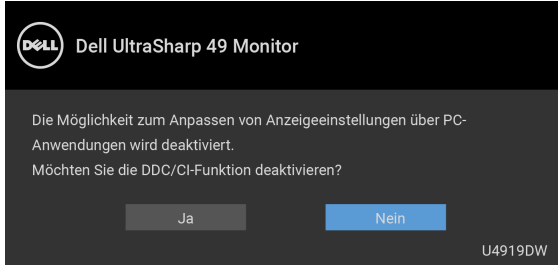 DELL
Dell UltraSharp 49 Monitor
Die Möglichkeit zum Anpassen von Anzeigeeinstellungen über PC-
Anwendungen wird deaktiviert.
Möchten Sie die DDC/CI-Funktion deaktivieren?
Ja
Nein
U4919DW